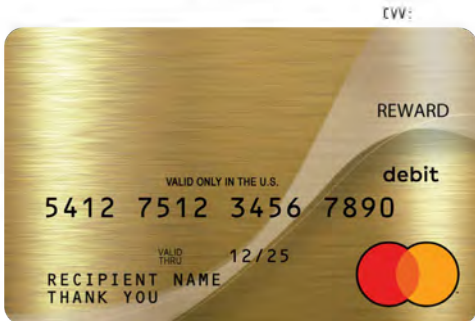 CVV:
REWARD
VALID ONLY IN THE U.S.
debit
5412 7512 3456 7890
VALID THRU
12/25
RECIPIENT NAME
THANK YOU